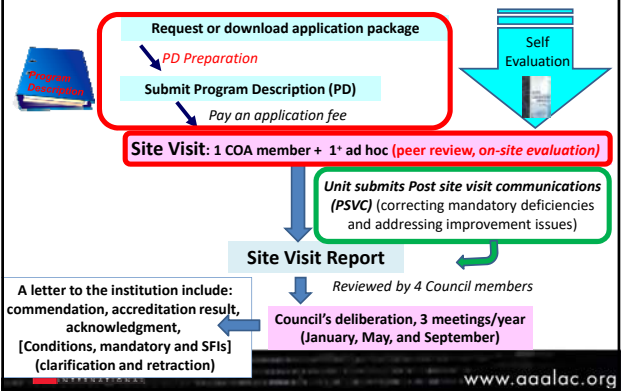 Request or download application package
Self
Evaluation
PD Preparation
Program
Description
Submit Program Description (PD)
Pay an application fee
Site Visit: 1 COA member + 1⁺ ad hoc (peer review, on-site evaluation)
Unit submits Post site visit communications
(PSVC) (correcting mandatory deficiencies
and addressing improvement issues)
Site Visit Report
Reviewed by 4 Council members
A letter to the institution include:
commendation, accreditation result,
acknowledgment,
[Conditions, mandatory and SFIs]
(clarification and retraction)
Council's deliberation, 3 meetings/year
(January, May, and September)
INTERNATIONAL
www.aaalac.org